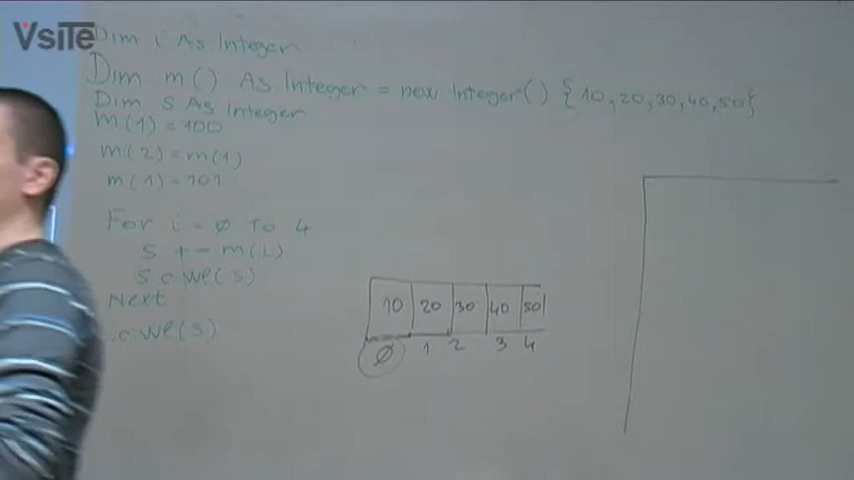 VsiTe
Dim i As Integer
Dim m() As Integer = new Integer() {10,20,30,40,50}
Dim s As Integer
m(1) = 100
m(2) = m(1)
m(1) = 101
For i = 0 To 4
s += m(i)
s c.wl(s)
Next
c.wl(s)
10 20 30 40 50
0 1 2 3 4